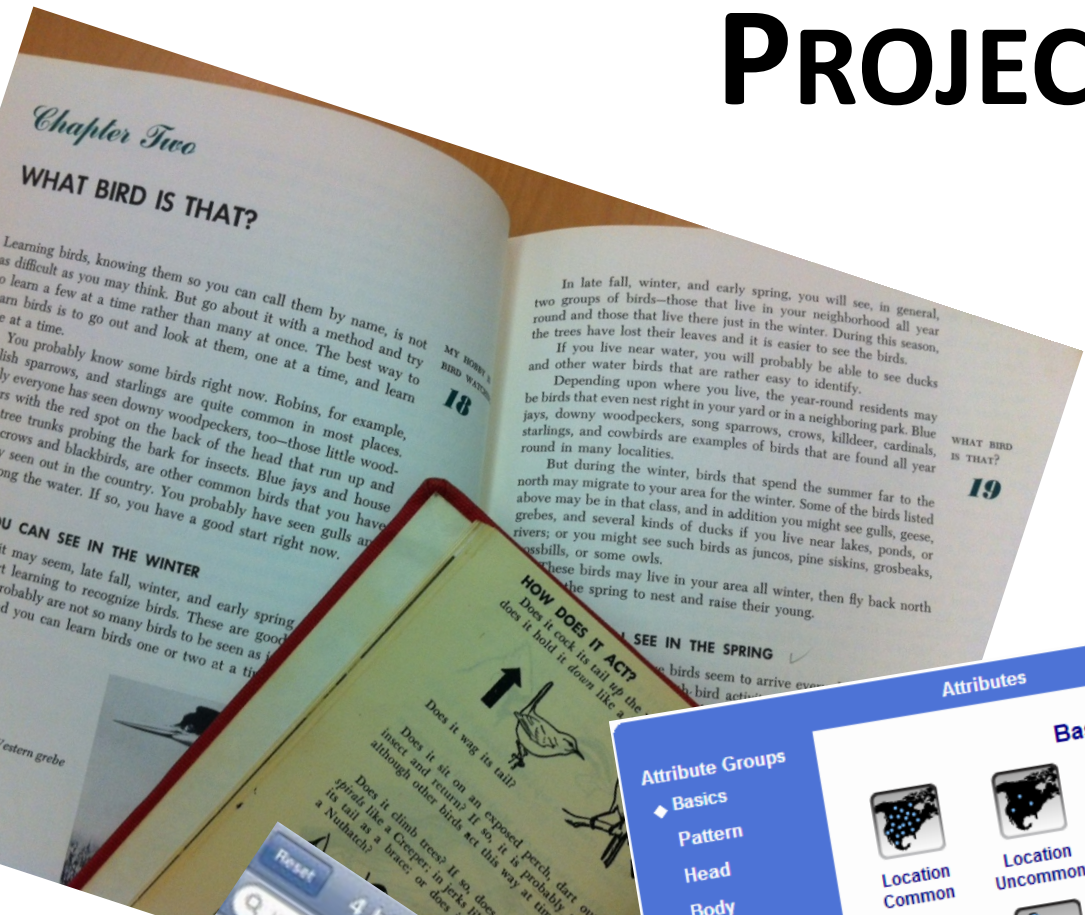 PROJEC
Chapter Two
WHAT BIRD IS THAT?
Learning birds, knowing them so you can call them by name, is not
as difficult as you may think. But go about it with a method and try
learn a few at a time rather than many at once. The best way to
arn birds is to go out and look at them, one at a time, and learn
e at a time.
You probably know some birds right now. Robins, for example,
lish sparrows, and starlings are quite common in most places.
ly everyone has seen downy woodpeckers, too—those little wood-
rs with the red spot on the back of the head that run up and
tree trunks probing the bark for insects. Blue jays and house
crows and blackbirds, are other common birds that you have
y seen out in the country. You probably have seen gulls an
ong the water. If so, you have a good start right now.
U CAN SEE IN THE WINTER
it may seem, late fall, winter, and early spring
t learning to recognize birds. These are good
robably are not so many birds to be seen as i
d you can learn birds one or two at a tim
Western grebe
MY HOBBY IS
BIRD WATCHING
18
In late fall, winter, and early spring, you will see, in general,
two groups of birds—those that live in your neighborhood all year
round and those that live there just in the winter. During this season,
the trees have lost their leaves and it is easier to see the birds.
If you live near water, you will probably be able to see ducks
and other water birds that are rather easy to identify.
Depending upon where you live, the year-round residents may
be birds that even nest right in your yard or in a neighboring park. Blue
jays, downy woodpeckers, song sparrows, crows, killdeer, cardinals,
starlings, and cowbirds are examples of birds that are found all year
round in many localities.
But during the winter, birds that spend the summer far to the
north may migrate to your area for the winter. Some of the birds listed
above may be in that class, and in addition you might see gulls, geese,
grebes, and several kinds of ducks if you live near lakes, ponds, or
rivers; or you might see such birds as juncos, pine siskins, grosbeaks,
ossbills, or some owls.
These birds may live in your area all winter, then fly back north
the spring to nest and raise their young.
SEE IN THE SPRING
e birds seem to arrive
bird
WHAT BIRD
IS THAT?
19
HOW DOES IT ACT?
Does it cock its tail up
does it hold it down like a
Does it wag its tail?
Does it sit on an exposed perch, dart ou
insect and return? If so, it is probably
although other birds act this way at tim
Does it climb trees? If so, does
spirals like a Creeper; in jerks
its tail as a brace; or does
a Nuthatch?
Reset
Attributes
Attribute Groups
Ba
Basics
Pattern
Head
Body
Location
Common
Location
Uncommon